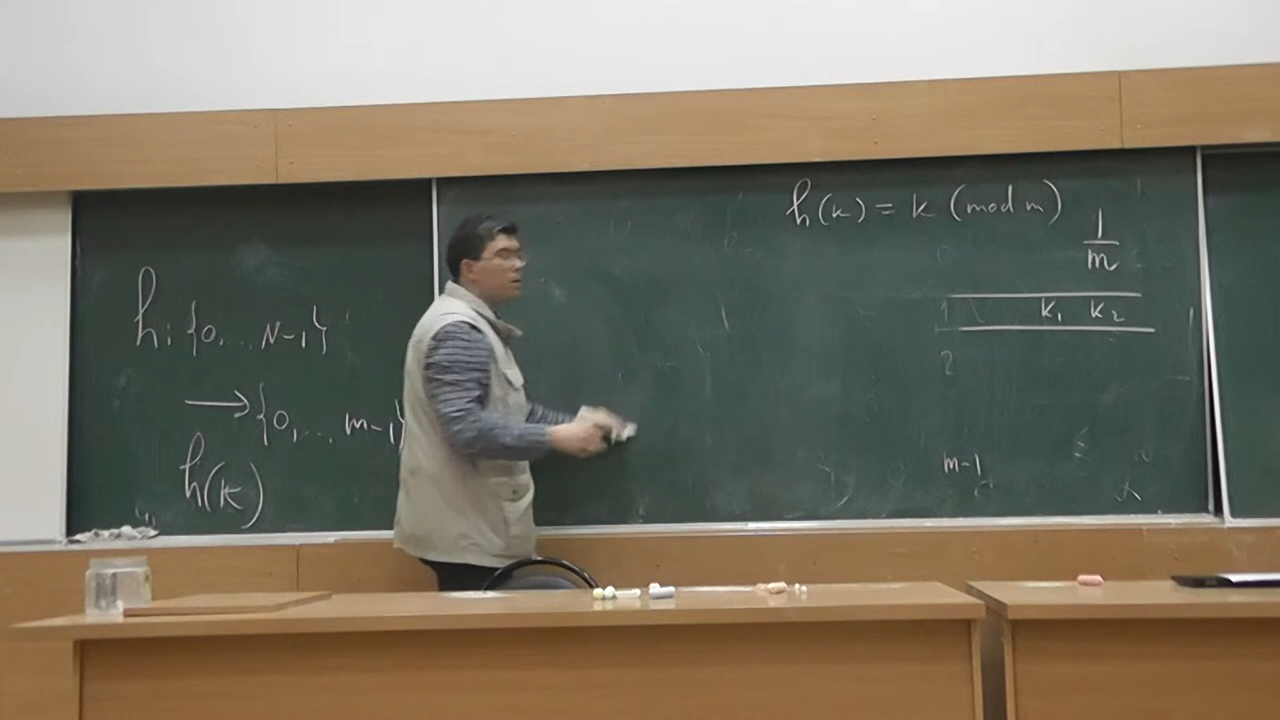 h: {0,... N-1}
→ {0,..., m-1}
h(k)
h(k) = k (mod m)
1/m
1 k₁ k₂
2
m-1